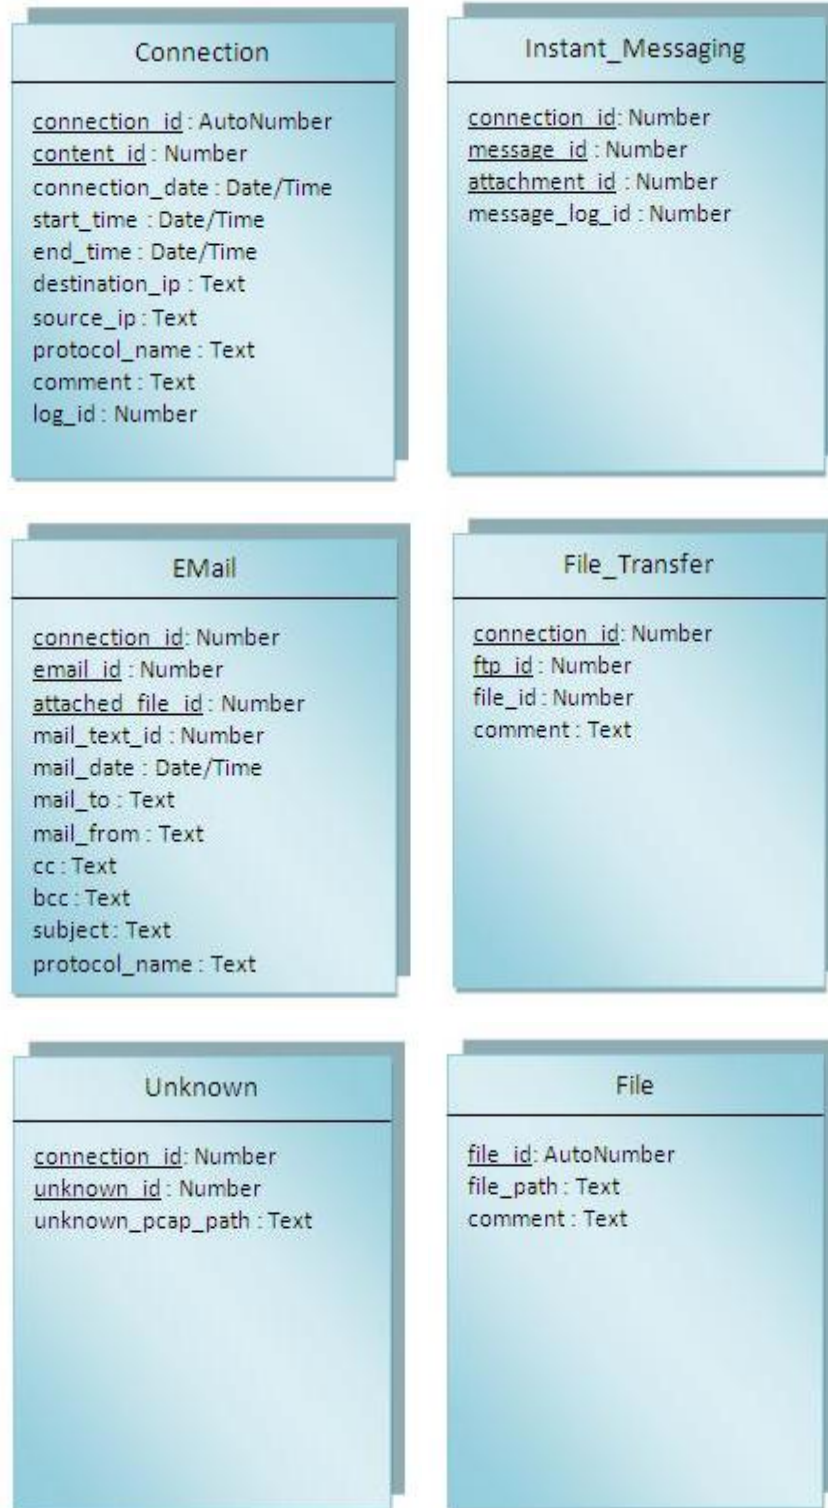 Connection
connection_id : AutoNumber
content_id : Number
connection_date : Date/Time
start_time : Date/Time
end_time : Date/Time
destination_ip : Text
source_ip : Text
protocol_name : Text
comment : Text
log_id : Number
Instant_Messaging
connection_id: Number
message_id : Number
attachment_id : Number
message_log_id : Number
EMail
connection_id: Number
email_id : Number
attached_file_id : Number
mail_text_id : Number
mail_date : Date/Time
mail_to : Text
mail_from : Text
cc : Text
bcc : Text
subject : Text
protocol_name : Text
File_Transfer
connection_id: Number
ftp_id : Number
file_id : Number
comment : Text
Unknown
connection_id: Number
unknown_id : Number
unknown_pcap_path : Text
File
file_id: AutoNumber
file_path : Text
comment : Text